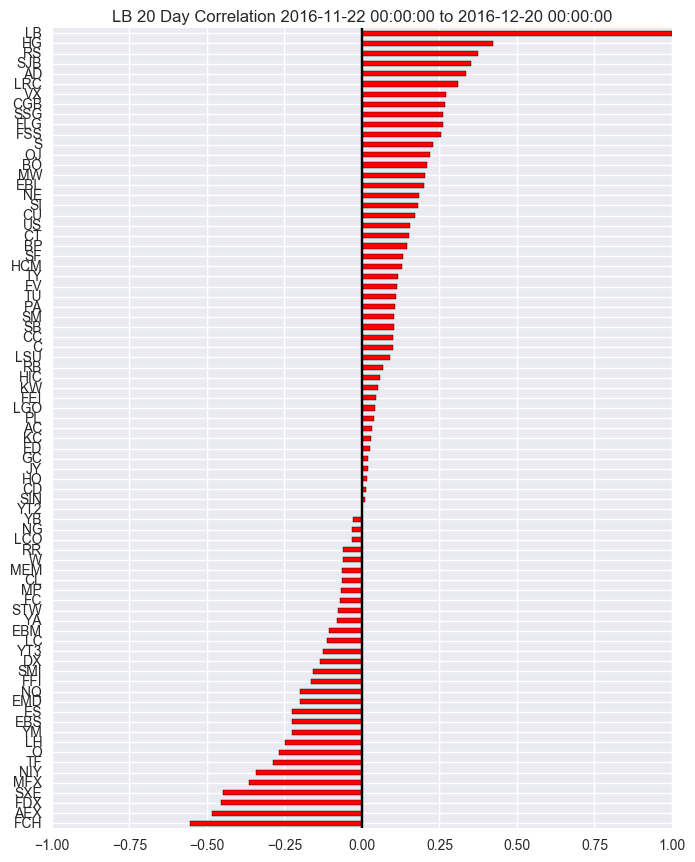 LB 20 Day Correlation 2016-11-22 00:00:00 to 2016-12-20 00:00:00
LB
HG
RS
SJB
AD
LRC
VX
CGB
SSG
FLG
FSS
S
OJ
BO
MW
EBL
NE
SI
CU
US
CT
BP
SF
HCM
TY
FV
TU
PA
SM
SB
CC
C
LSU
RB
HIC
KW
FEI
LGO
PL
AC
KC
ED
GC
JY
HO
CD
SIN
YT2
YB
NG
LCO
RR
W
MEM
CL
MP
FC
STW
YA
EBM
LC
YT3
DX
SMI
FFI
NQ
EMD
ES
EBS
YM
LH
O
TF
NIY
MFX
SXE
FDX
AEX
FCH
−1.00 −0.75 −0.50 −0.25 0.00 0.25 0.50 0.75 1.00